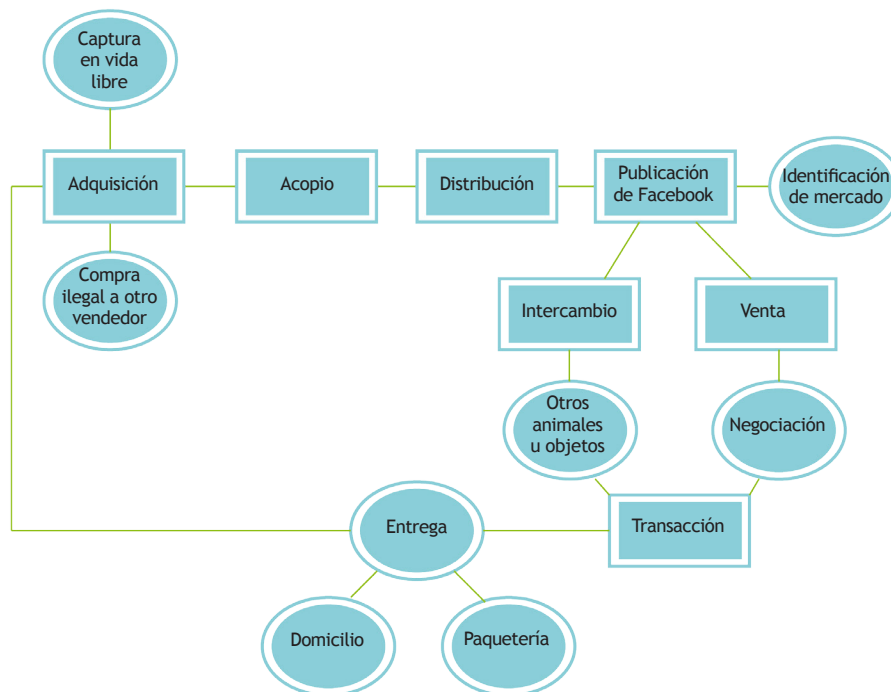 Captura
en vida
libre
Adquisición
Acopio
Distribución
Publicación
de Facebook
Identificación
de mercado
Compra
ilegal a otro
vendedor
Intercambio
Venta
Otros
animales
u objetos
Negociación
Entrega
Transacción
Domicilio
Paquetería